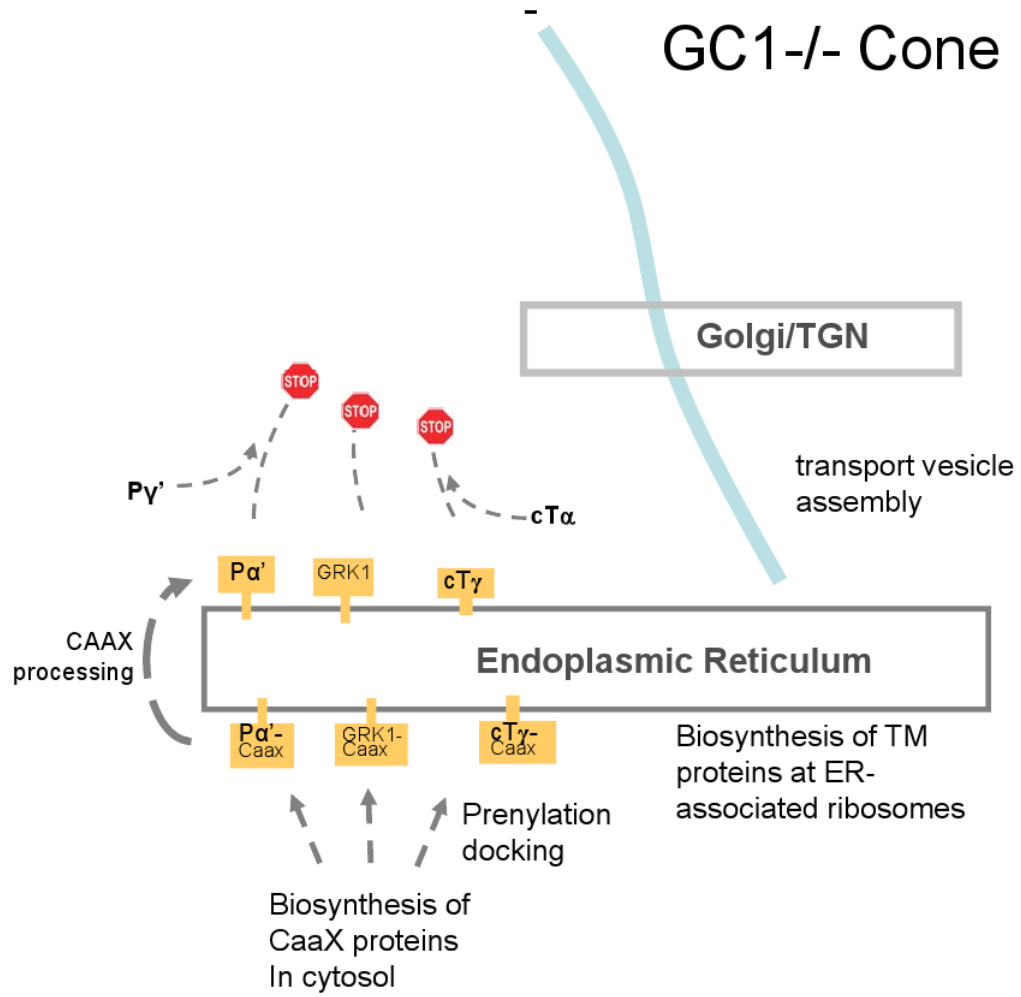 -
GC1-/- Cone
Golgi/TGN
STOP
STOP
STOP
transport vesicle
assembly
Pγ’
cTα
Pα’
GRK1
cTγ
CAAX
processing
Endoplasmic Reticulum
Pα’-
Caax
GRK1-
Caax
cTγ-
Caax
Biosynthesis of TM
proteins at ER-
associated ribosomes
Prenylation
docking
Biosynthesis of
CaaX proteins
In cytosol